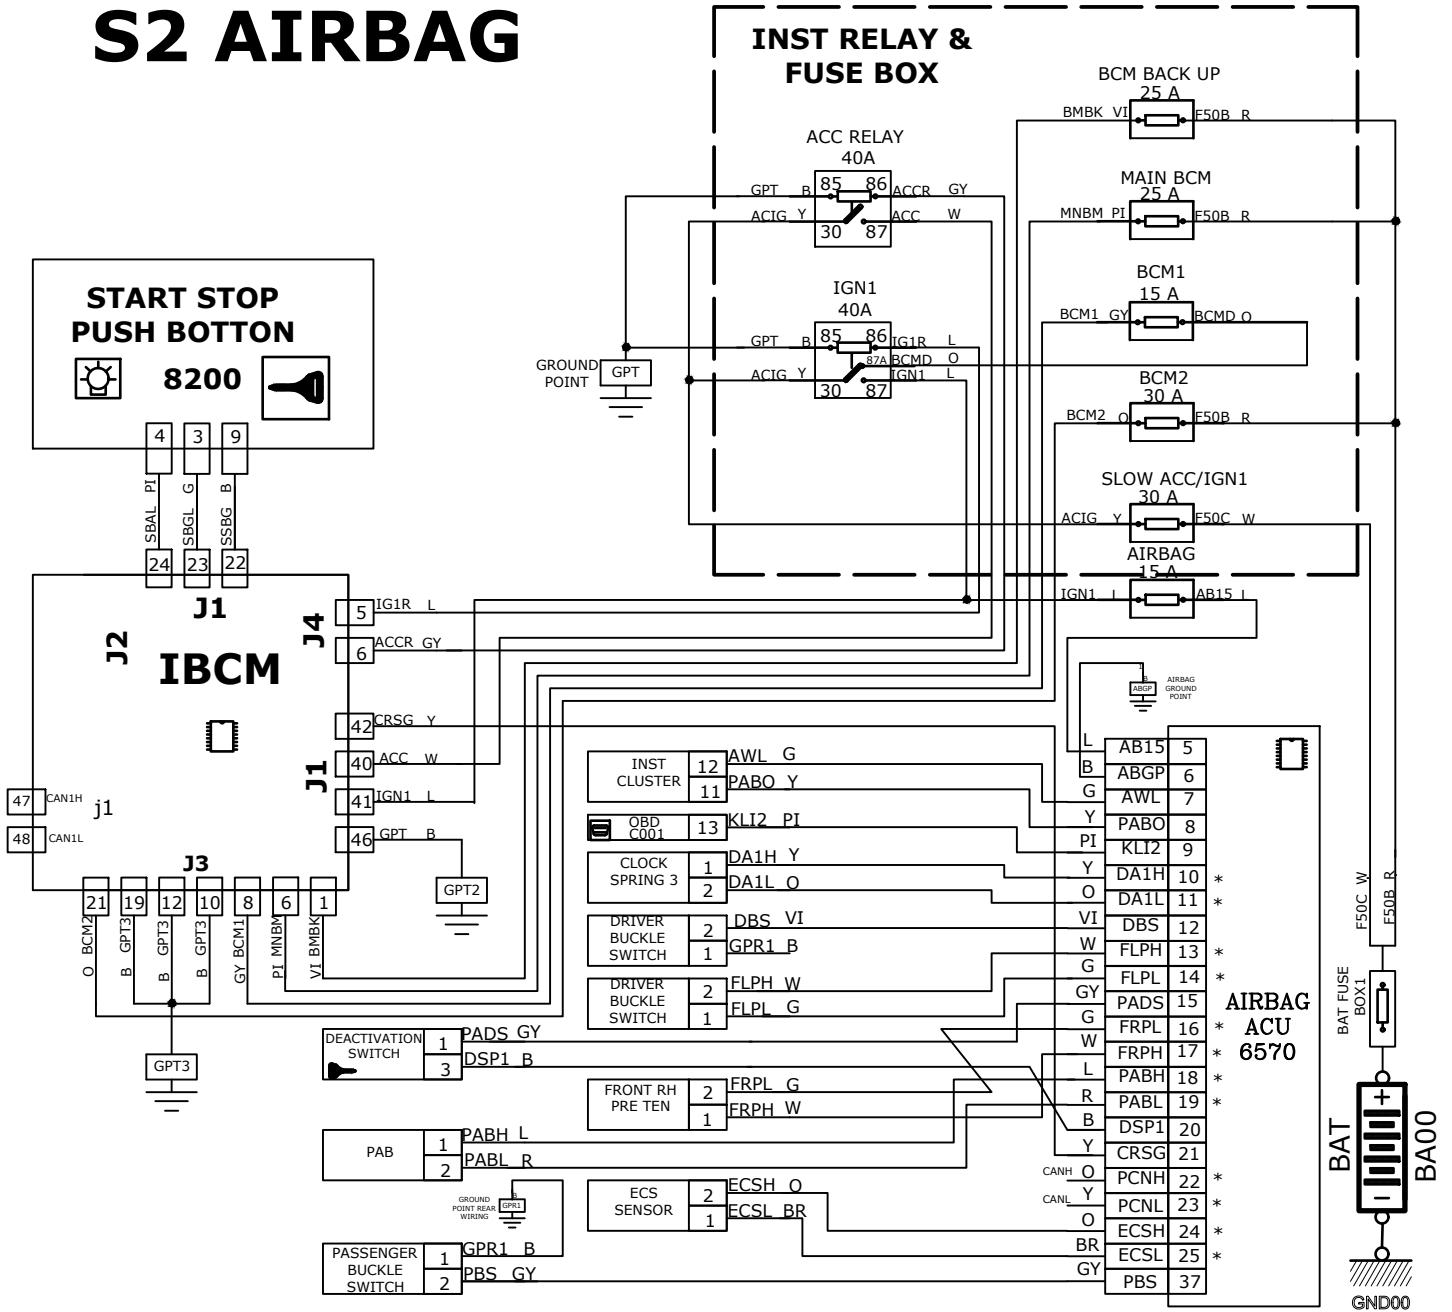 S2 AIRBAG
INST RELAY &
FUSE BOX
BCM BACK UP
25 A
BMBK VI
F50B R
ACC RELAY
40A
85 86
30 87
GPT B
ACCR GY
ACIG Y
ACC W
MAIN BCM
25 A
MNBM PI
F50B R
IGN1
40A
85 86
87A
30 87
GPT B
IG1R L
BCMD O
ACIG Y
IGN1 L
BCM1
15 A
BCM1 GY
BCMD O
BCM2
30 A
BCM2 O
F50B R
SLOW ACC/IGN1
30 A
ACIG Y
F50C W
AIRBAG
15 A
IGN1 L
AB15 L
GROUND
POINT
GPT
START STOP
PUSH BOTTON
8200
4 3 9
SBAL PI
SBGL G
SSBG B
24 23 22
J1
J2
J4
IBCM
J1
j1
J3
5 IG1R L
6 ACCR GY
42 CRSG Y
40 ACC W
41 IGN1 L
46 GPT B
GPT2
47 CAN1H
48 CAN1L
21 19 12 10 8 6 1
O BCM2
B GPT3
B GPT3
B GPT3
GY BCM1
PI MNBM
VI BMBK
GPT3
INST
CLUSTER
12 AWL G
11 PABO Y
OBD
C001
13 KLI2 PI
CLOCK
SPRING 3
1 DA1H Y
2 DA1L O
DRIVER
BUCKLE
SWITCH
2 DBS VI
1 GPR1 B
DRIVER
BUCKLE
SWITCH
2 FLPH W
1 FLPL G
DEACTIVATION
SWITCH
1 PADS GY
3 DSP1 B
FRONT RH
PRE TEN
2 FRPL G
1 FRPH W
PAB
1 PABH L
2 PABL R
GROUND
POINT REAR
WIRING
B
GPR1
ECS
SENSOR
2 ECSH O
1 ECSL BR
PASSENGER
BUCKLE
SWITCH
1 GPR1 B
2 PBS GY
1
B
ABGP
AIRBAG
GROUND
POINT
L AB15 5
B ABGP 6
G AWL 7
Y PABO 8
PI KLI2 9
Y DA1H 10 *
O DA1L 11 *
VI DBS 12
W FLPH 13 *
G FLPL 14 *
GY PADS 15
G FRPL 16 *
W FRPH 17 *
L PABH 18 *
R PABL 19 *
B DSP1 20
Y CRSG 21
CANH O PCNH 22 *
CANL Y PCNL 23 *
O ECSH 24 *
BR ECSL 25 *
GY PBS 37
AIRBAG
ACU
6570
F50C W
F50B R
BAT FUSE
BOX1
BAT
+
−
BA00
GND00